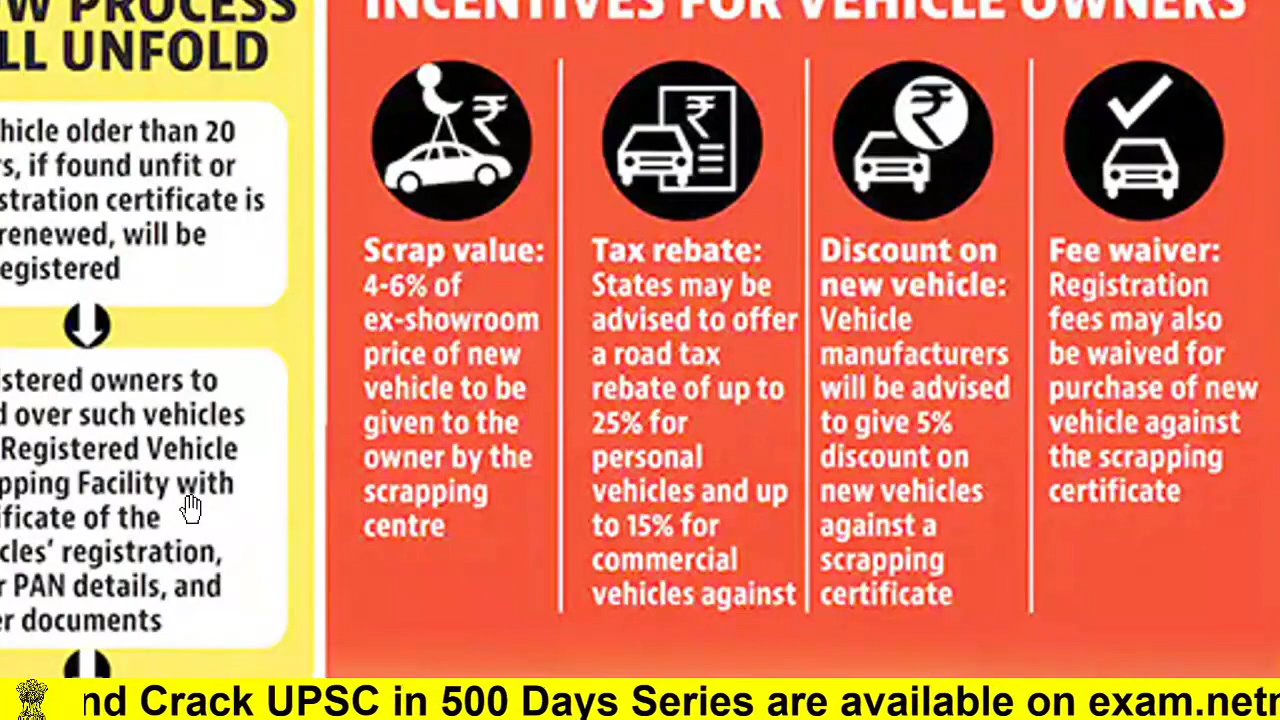 W PROCESS
LL UNFOLD
hicle older than 20
s, if found unfit or
stration certificate is
renewed, will be
egistered
istered owners to
d over such vehicles
Registered Vehicle
pping Facility with
ificate of the
cles' registration,
r PAN details, and
er documents
INCENTIVES FOR VEHICLE OWNERS
Scrap value:
4-6% of
ex-showroom
price of new
vehicle to be
given to the
owner by the
scrapping
centre
Tax rebate:
States may be
advised to offer
a road tax
rebate of up to
25% for
personal
vehicles and up
to 15% for
commercial
vehicles against
Discount on
new vehicle:
Vehicle
manufacturers
will be advised
to give 5%
discount on
new vehicles
against a
scrapping
certificate
Fee waiver:
Registration
fees may also
be waived for
purchase of new
vehicle against
the scrapping
certificate
nd Crack UPSC in 500 Days Series are available on exam.net